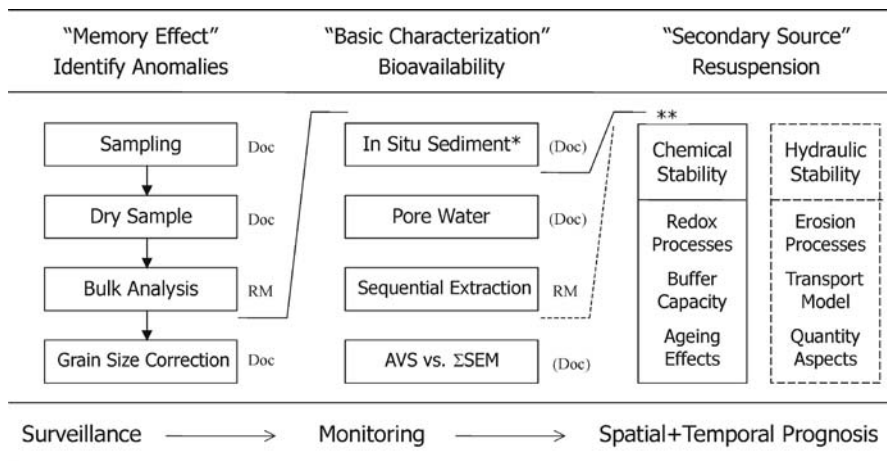 “Memory Effect”
Identify Anomalies
“Basic Characterization”
Bioavailability
“Secondary Source”
Resuspension
Sampling Doc
Dry Sample Doc
Bulk Analysis RM
Grain Size Correction Doc
In Situ Sediment* (Doc)
Pore Water (Doc)
Sequential Extraction RM
AVS vs. ΣSEM (Doc)
**
Chemical
Stability
Redox
Processes
Buffer
Capacity
Ageing
Effects
Hydraulic
Stability
Erosion
Processes
Transport
Model
Quantity
Aspects
Surveillance Monitoring Spatial+Temporal Prognosis